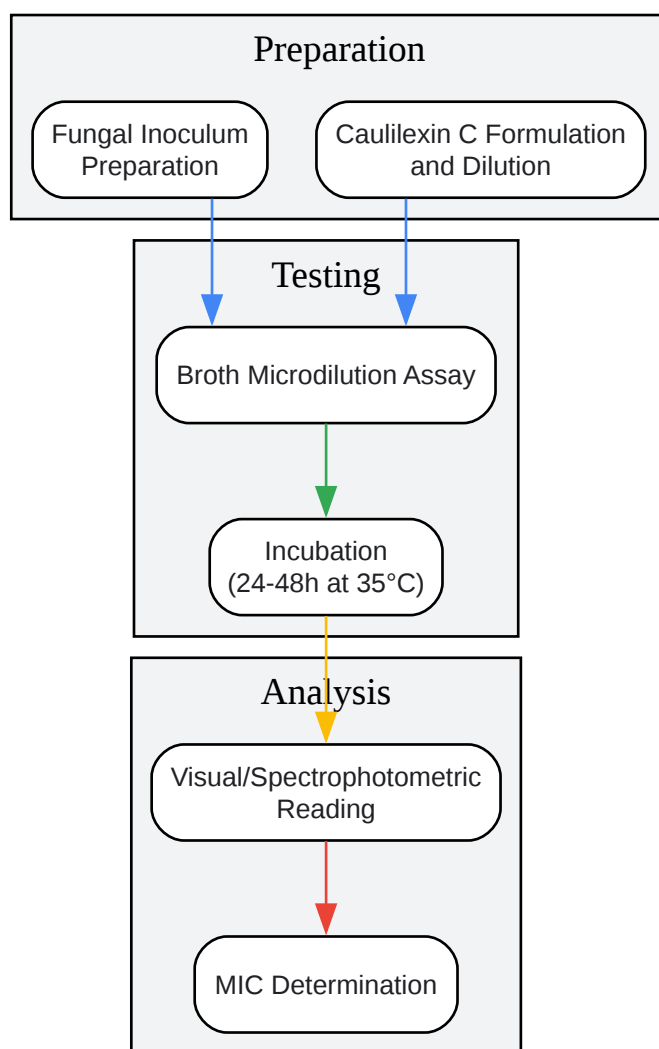 Preparation
Fungal Inoculum
Preparation
Caulilexin C Formulation
and Dilution
Testing
Broth Microdilution Assay
Incubation
(24-48h at 35°C)
Analysis
Visual/Spectrophotometric
Reading
MIC Determination